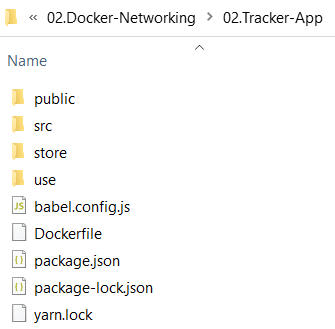 « 02.Docker-Networking > 02.Tracker-App
Name
public
src
store
use
babel.config.js
Dockerfile
package.json
package-lock.json
yarn.lock